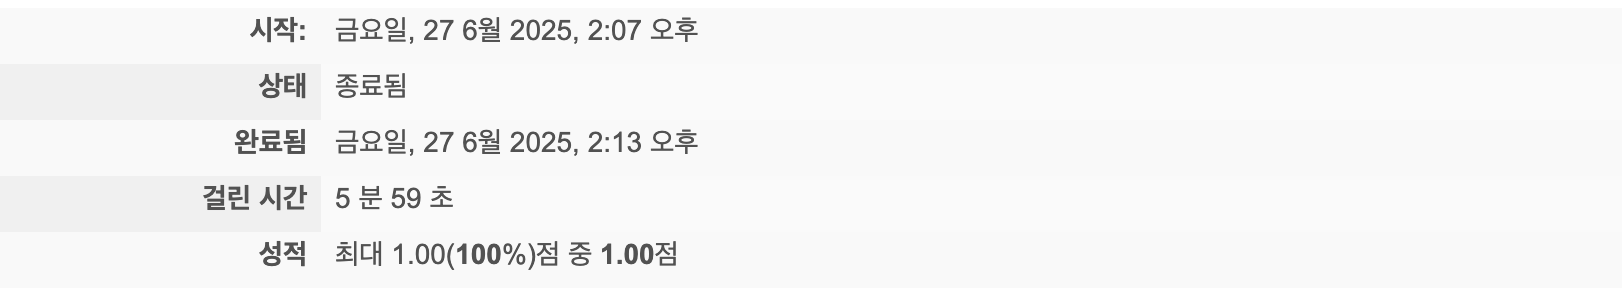 시작: 금요일, 27 6월 2025, 2:07 오후
상태 종료됨
완료됨 금요일, 27 6월 2025, 2:13 오후
걸린 시간 5 분 59 초
성적 최대 1.00(100%)점 중 1.00점